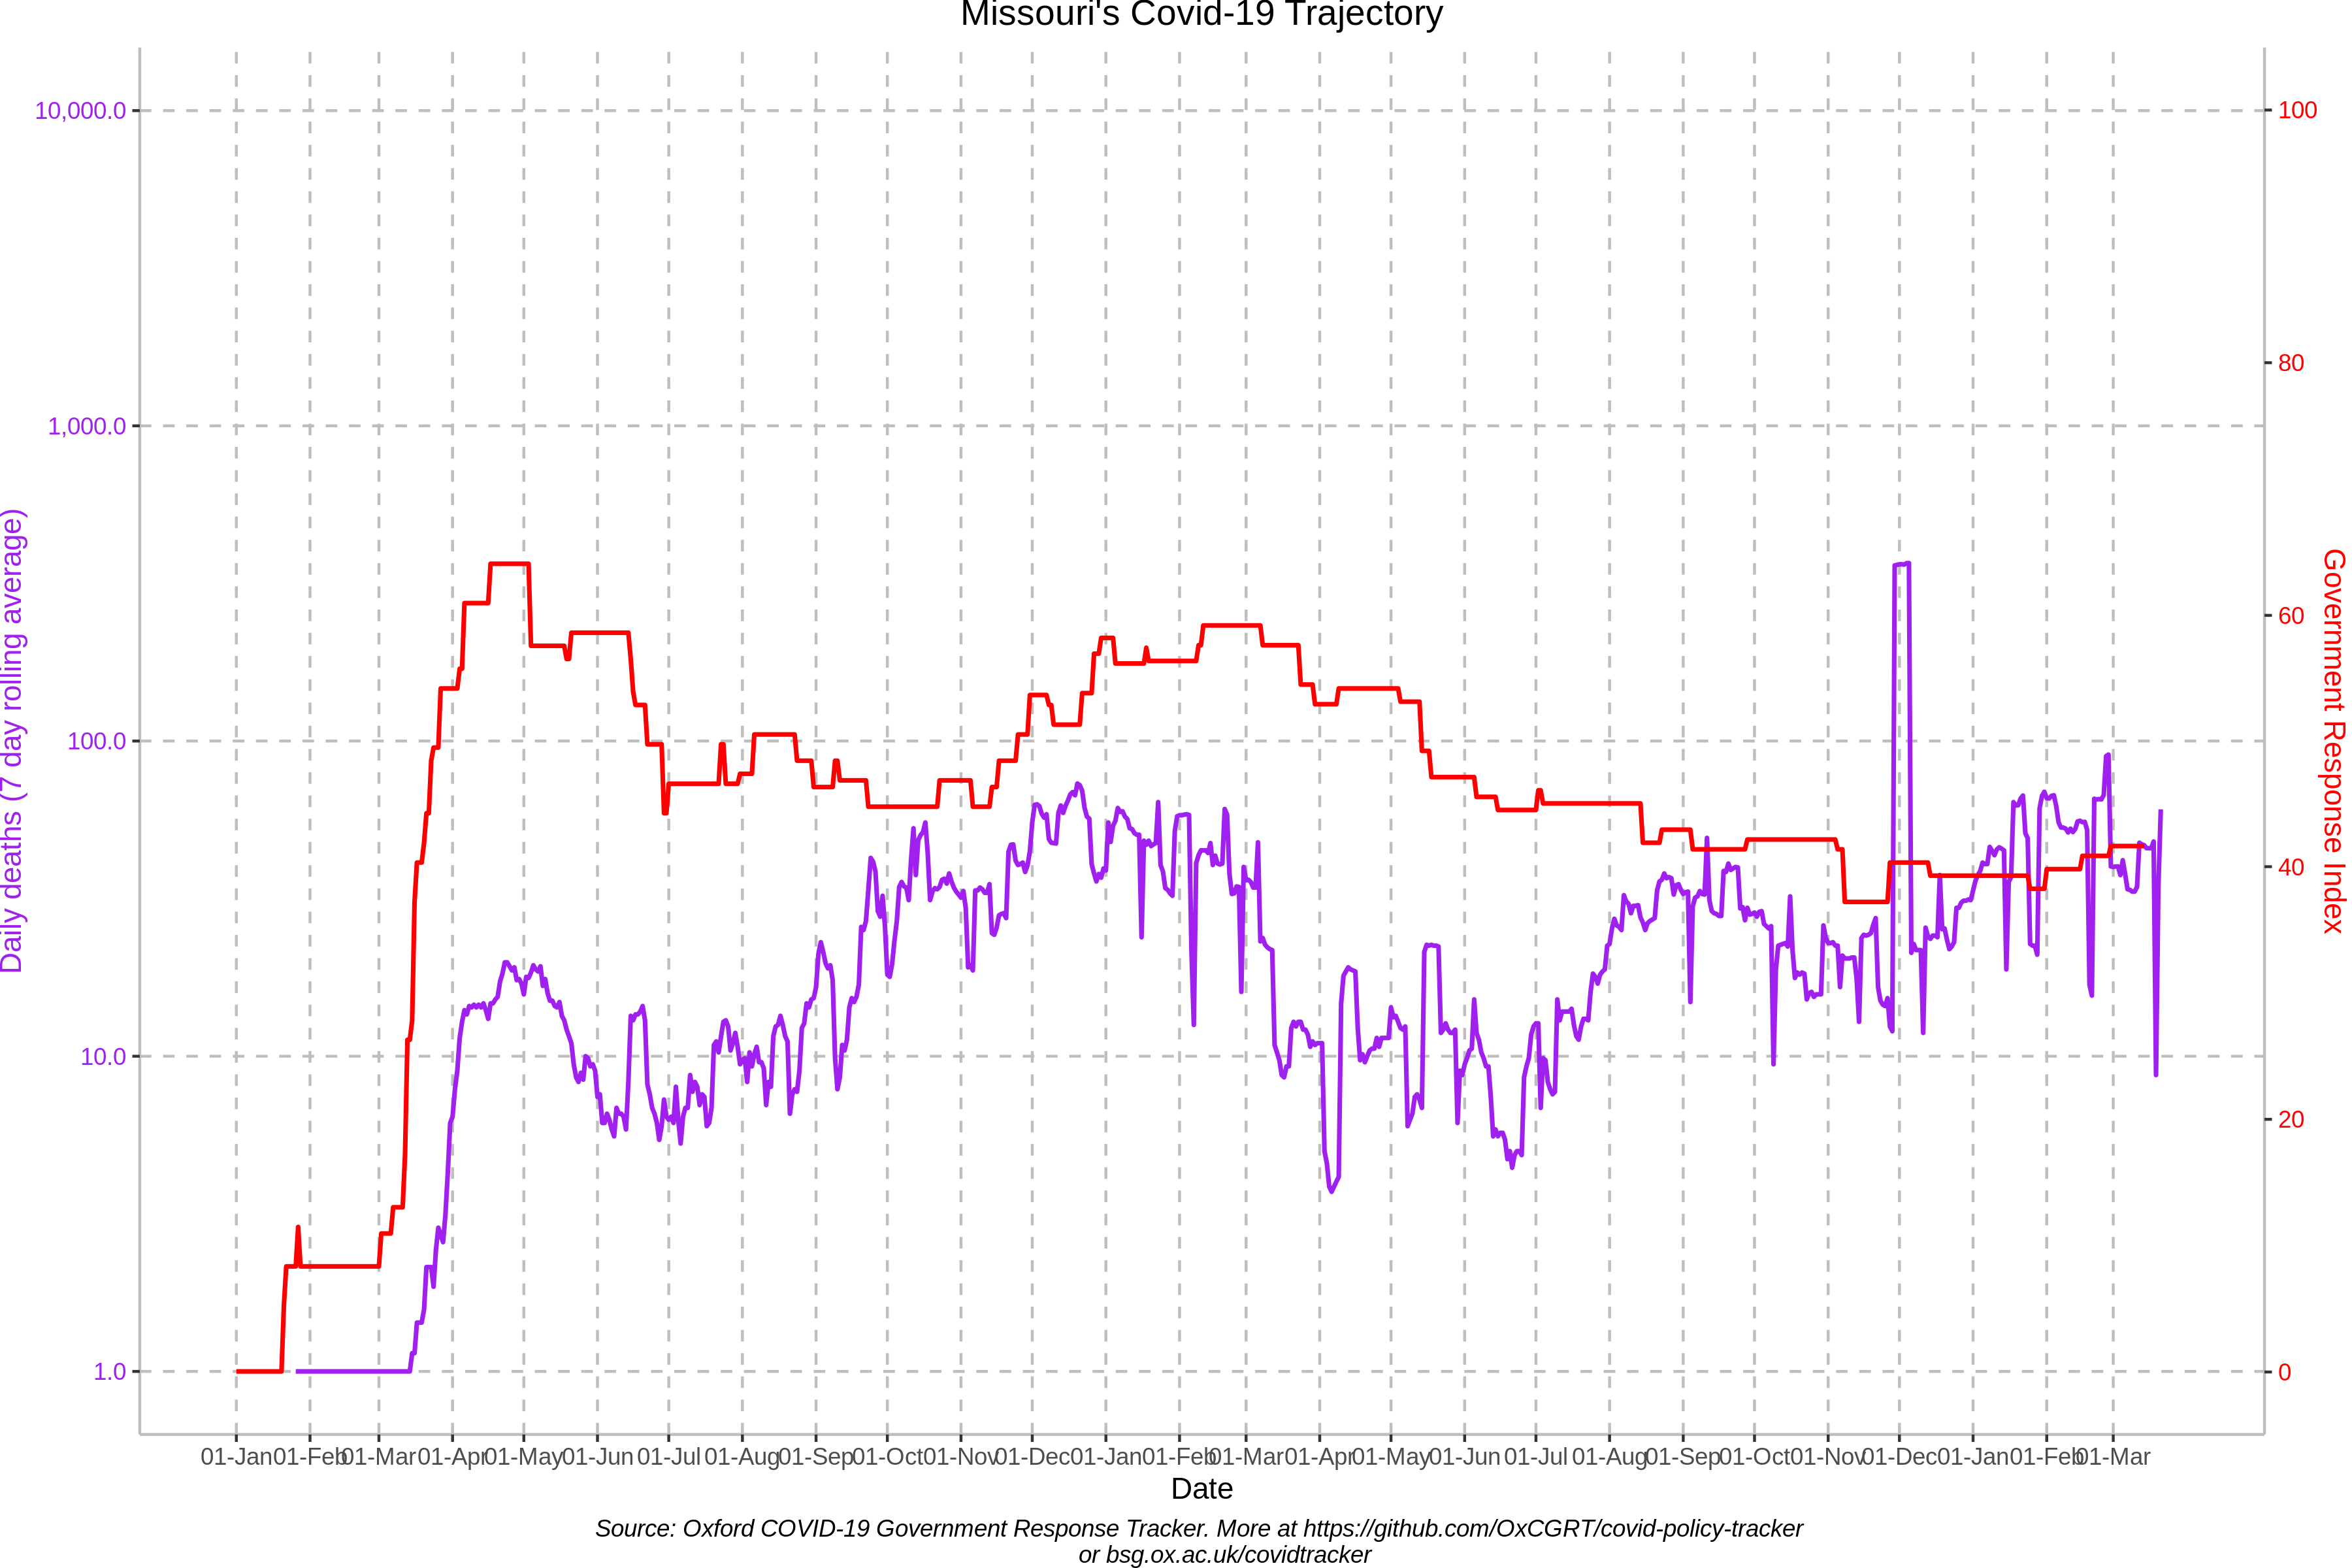 Missouri's Covid-19 Trajectory
10,000.0
1,000.0
100.0
10.0
1.0
Daily deaths (7 day rolling average)
100
80
60
40
20
0
Government Response Index
01-Jan 01-Feb 01-Mar 01-Apr 01-May 01-Jun 01-Jul 01-Aug 01-Sep 01-Oct 01-Nov 01-Dec 01-Jan 01-Feb 01-Mar 01-Apr 01-May 01-Jun 01-Jul 01-Aug 01-Sep 01-Oct 01-Nov 01-Dec 01-Jan 01-Feb 01-Mar
Date
Source: Oxford COVID-19 Government Response Tracker. More at https://github.com/OxCGRT/covid-policy-tracker
or bsg.ox.ac.uk/covidtracker